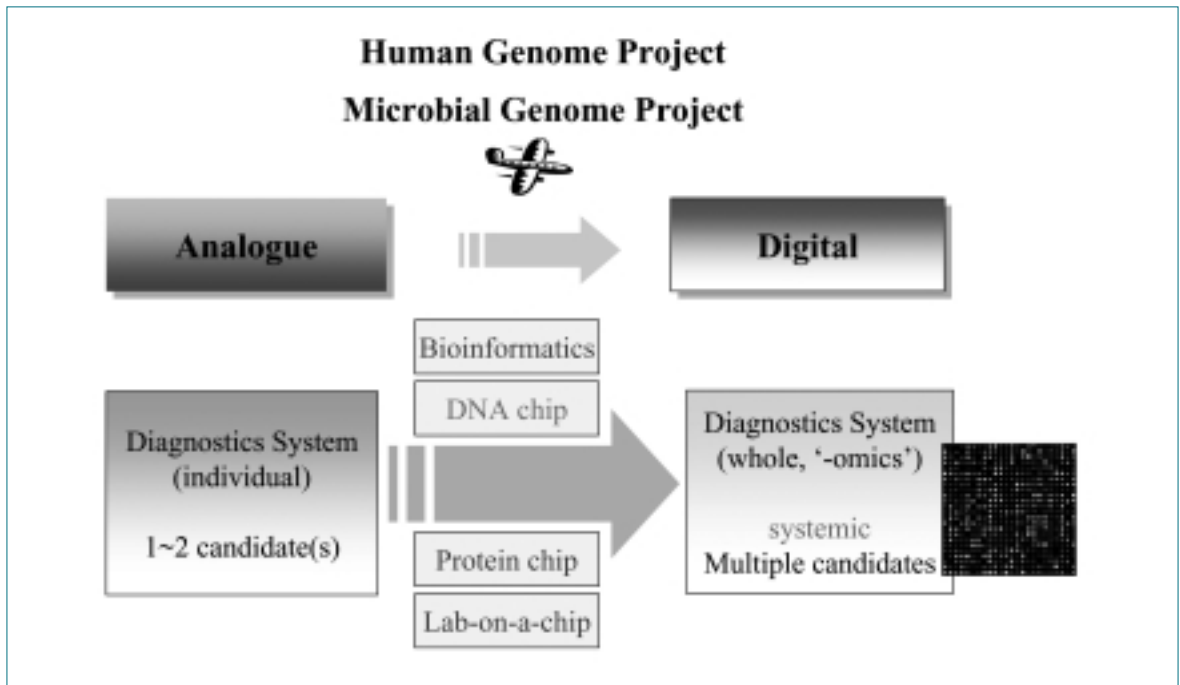 Human Genome Project
Microbial Genome Project
Analogue
Digital
Bioinformatics
DNA chip
Diagnostics System
(individual)
1~2 candidate(s)
Diagnostics System
(whole, ‘-omics’)
systemic
Multiple candidates
Protein chip
Lab-on-a-chip